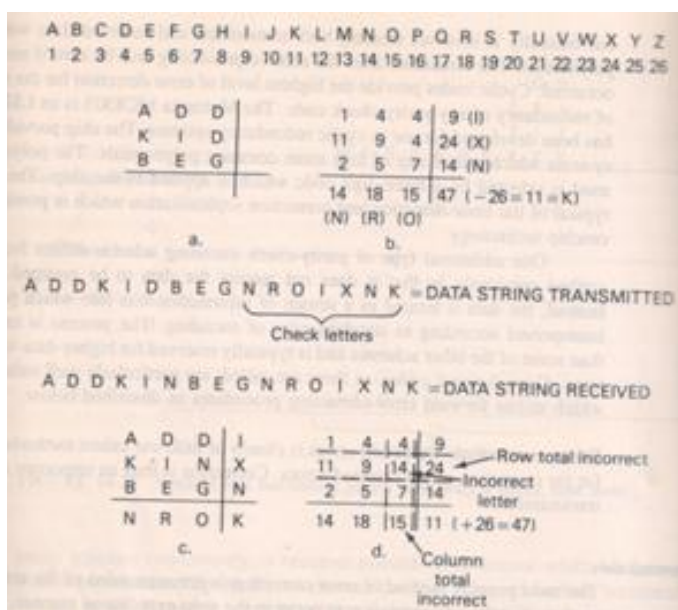 A B C D E F G H I J K L M N O P Q R S T U V W X Y Z
1 2 3 4 5 6 7 8 9 10 11 12 13 14 15 16 17 18 19 20 21 22 23 24 25 26
A D D
K I D
B E G
a.
1 4 4 9 (I)
11 9 4 24 (X)
2 5 7 14 (N)
14 18 15 47 (−26=11=K)
(N) (R) (O)
b.
A D D K I D B E G N R O I X N K = DATA STRING TRANSMITTED
Check letters
A D D K I N B E G N R O I X N K = DATA STRING RECEIVED
A D D I
K I N X
B E G N
N R O K
c.
1 4 4 9
11 9 14 24
2 5 7 14
14 18 15 11 (+26=47)
d.
Row total incorrect
Incorrect
letter
Column
total
incorrect